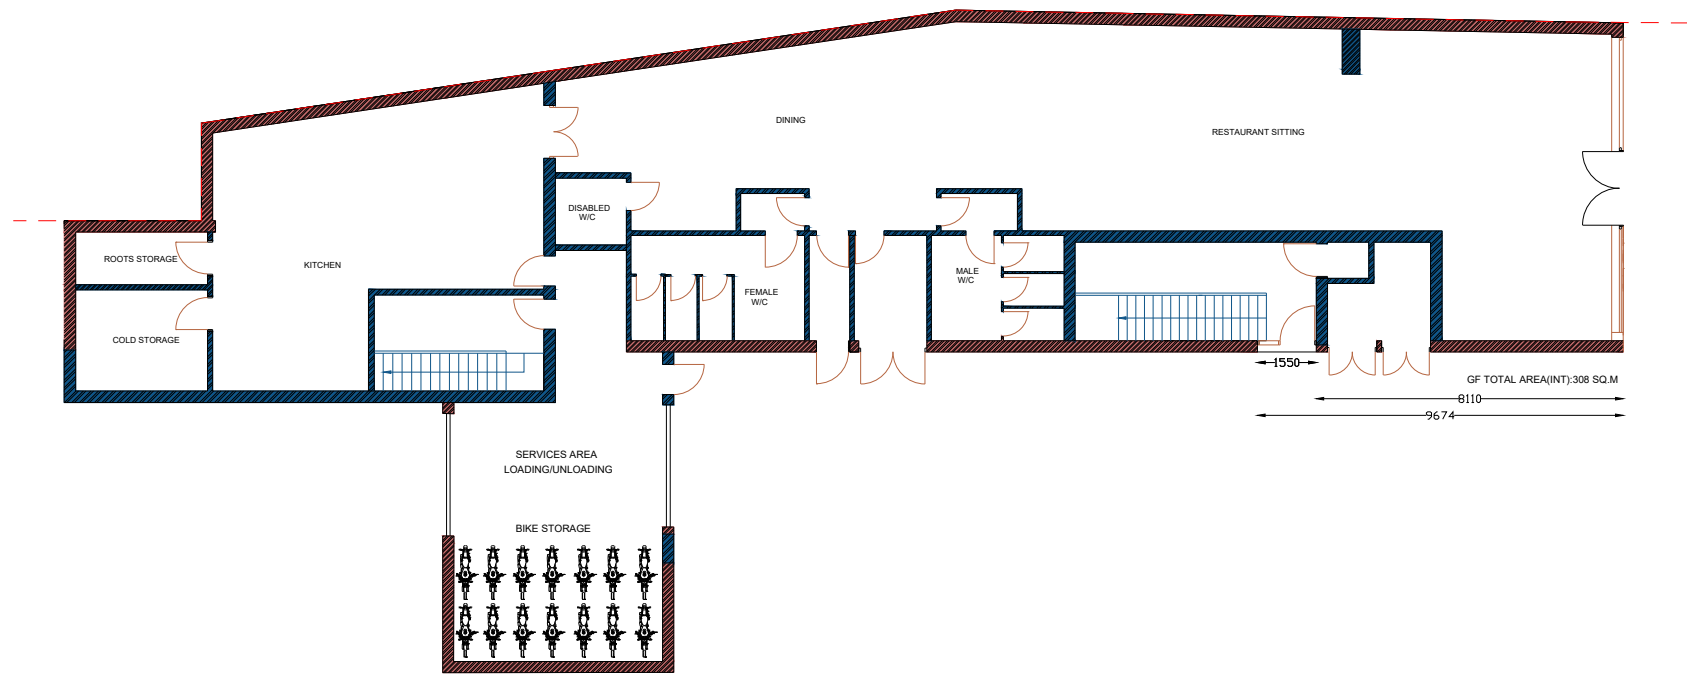 DINING
RESTAURANT SITTING
DISABLED
W/C
ROOTS STORAGE
KITCHEN
MALE
W/C
FEMALE
W/C
COLD STORAGE
1550
GF TOTAL AREA(INT):308 SQ.M
8110
9674
SERVICES AREA
LOADING/UNLOADING
BIKE STORAGE